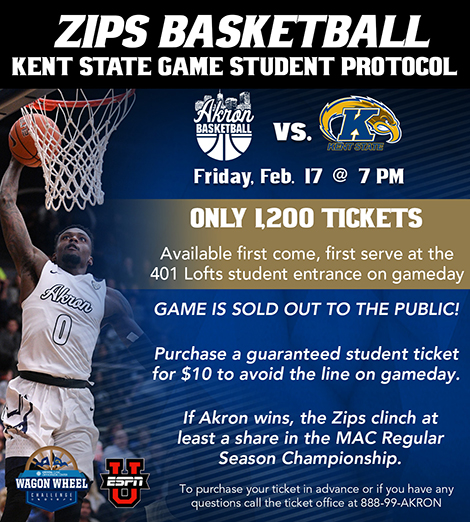 ZIPS BASKETBALL
KENT STATE GAME STUDENT PROTOCOL
Akron
BASKETBALL
VS.
K
KENT STATE
Friday, Feb. 17 @ 7 PM
ONLY 1,200 TICKETS
Available first come, first serve at the
401 Lofts student entrance on gameday
GAME IS SOLD OUT TO THE PUBLIC!
Purchase a guaranteed student ticket
for $10 to avoid the line on gameday.
If Akron wins, the Zips clinch at
least a share in the MAC Regular
Season Championship.
To purchase your ticket in advance or if you have any
questions call the ticket office at 888-99-AKRON
Akron
0
WAGON WHEEL
CHALLENGE
U
ESPN